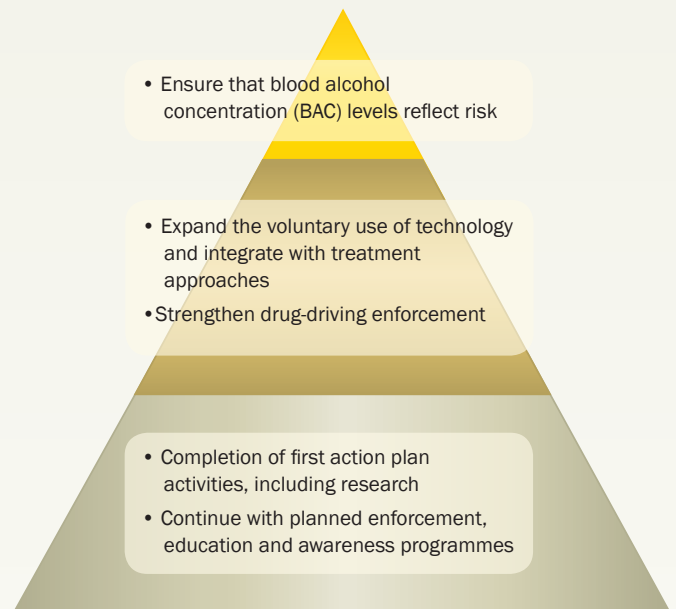 • Ensure that blood alcohol
concentration (BAC) levels reflect risk
• Expand the voluntary use of technology
and integrate with treatment
approaches
•Strengthen drug-driving enforcement
• Completion of first action plan
activities, including research
• Continue with planned enforcement,
education and awareness programmes